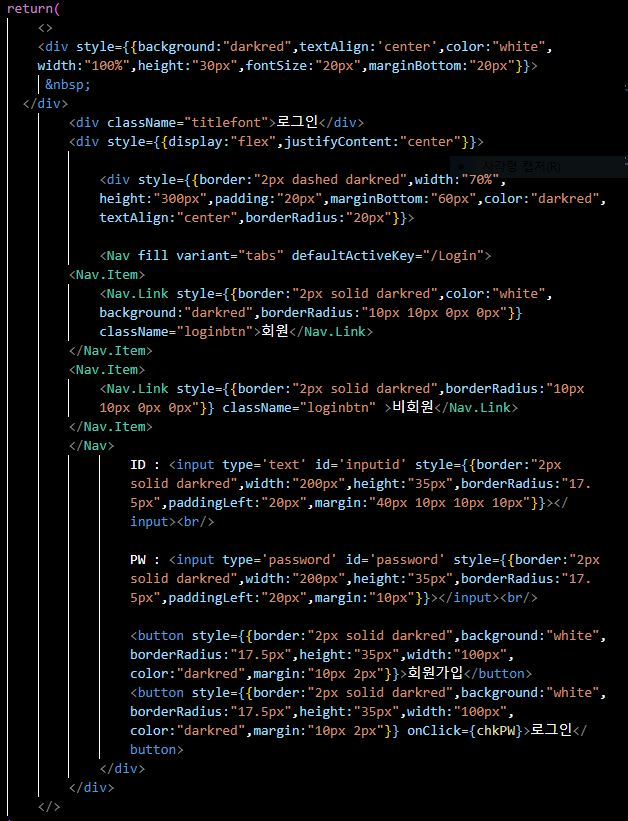 return(
<>
<div style={{background:"darkred",textAlign:'center',color:"white",
width:"100%",height:"30px",fontSize:"20px",marginBottom:"20px"}}>
&nbsp;
</div>
<div className="titlefont">로그인</div>
<div style={{display:"flex",justifyContent:"center"}}>
사각형 캡처(R)
<div style={{border:"2px dashed darkred",width:"70%",
height:"300px",padding:"20px",marginBottom:"60px",color:"darkred",
textAlign:"center",borderRadius:"20px"}}>
<Nav fill variant="tabs" defaultActiveKey="/Login">
<Nav.Item>
<Nav.Link style={{border:"2px solid darkred",color:"white",
background:"darkred",borderRadius:"10px 10px 0px 0px"}}
className="loginbtn">회원</Nav.Link>
</Nav.Item>
<Nav.Item>
<Nav.Link style={{border:"2px solid darkred",borderRadius:"10px
10px 0px 0px"}} className="loginbtn" >비회원</Nav.Link>
</Nav.Item>
</Nav>
ID : <input type='text' id='inputid' style={{border:"2px
solid darkred",width:"200px",height:"35px",borderRadius:"17.
5px",paddingLeft:"20px",margin:"40px 10px 10px 10px"}}></
input><br/>
PW : <input type='password' id='password' style={{border:"2px
solid darkred",width:"200px",height:"35px",borderRadius:"17.
5px",paddingLeft:"20px",margin:"10px"}}></input><br/>
<button style={{border:"2px solid darkred",background:"white",
borderRadius:"17.5px",height:"35px",width:"100px",
color:"darkred",margin:"10px 2px"}}>회원가입</button>
<button style={{border:"2px solid darkred",background:"white",
borderRadius:"17.5px",height:"35px",width:"100px",
color:"darkred",margin:"10px 2px"}} onClick={chkPW}>로그인</
button>
</div>
</div>
</>